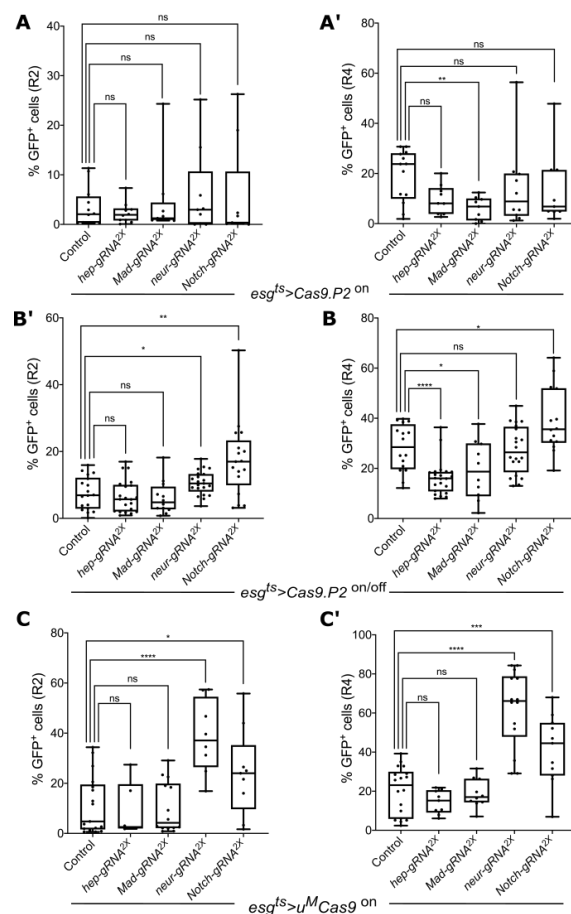 A
ns
ns
ns
ns
% GFP+ cells (R2)
40
30
20
10
0
Control
hep-gRNA2X
Mad-gRNA2X
neur-gRNA2X
Notch-gRNA2X
A'
ns
ns
**
ns
% GFP+ cells (R4)
80
60
40
20
0
Control
hep-gRNA2X
Mad-gRNA2X
neur-gRNA2X
Notch-gRNA2X
esgts>Cas9.P2 on
B'
**
*
ns
ns
% GFP+ cells (R2)
60
40
20
0
Control
hep-gRNA2X
Mad-gRNA2X
neur-gRNA2X
Notch-gRNA2X
B
*
ns
*
****
% GFP+ cells (R4)
80
60
40
20
0
Control
hep-gRNA2X
Mad-gRNA2X
neur-gRNA2X
Notch-gRNA2X
esgts>Cas9.P2 on/off
C
*
****
ns
ns
% GFP+ cells (R2)
80
60
40
20
0
Control
hep-gRNA2X
Mad-gRNA2X
neur-gRNA2X
Notch-gRNA2X
C'
***
****
ns
ns
% GFP+ cells (R4)
100
80
60
40
20
0
Control
hep-gRNA2X
Mad-gRNA2X
neur-gRNA2X
Notch-gRNA2X
esgts>uMCas9 on